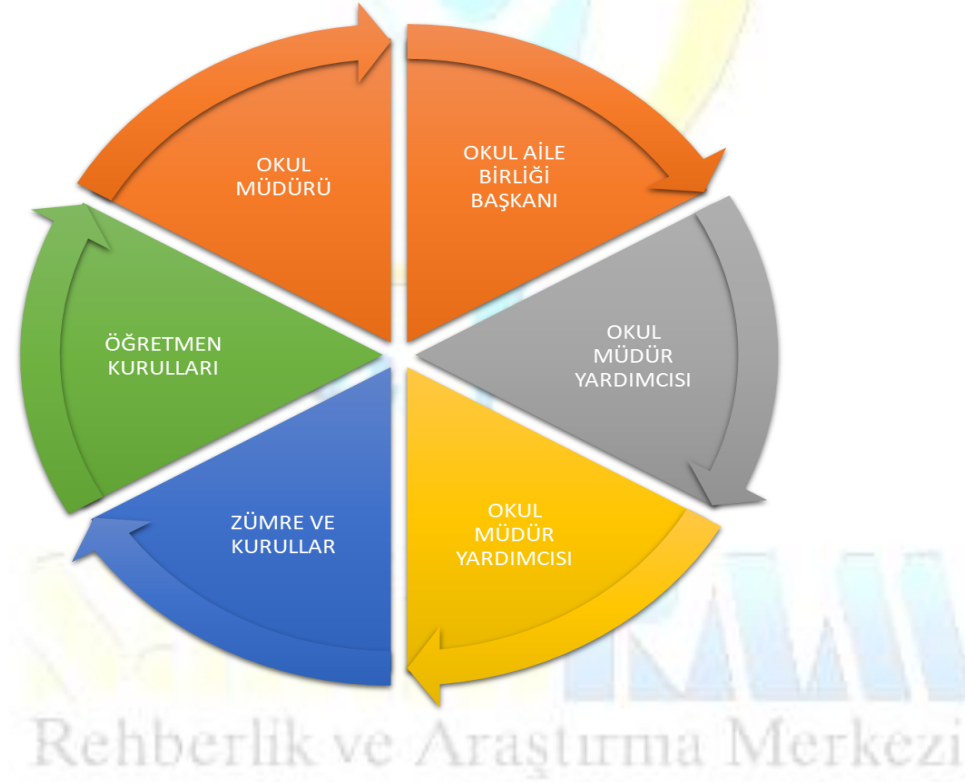 OKUL
MÜDÜRÜ
OKUL AİLE
BİRLİĞİ
BAŞKANI
OKUL
MÜDÜR
YARDIMCISI
OKUL
MÜDÜR
YARDIMCISI
ZÜMRE VE
KURULLAR
ÖĞRETMEN
KURULLARI
Rehberlik ve Araştırma Merkezi